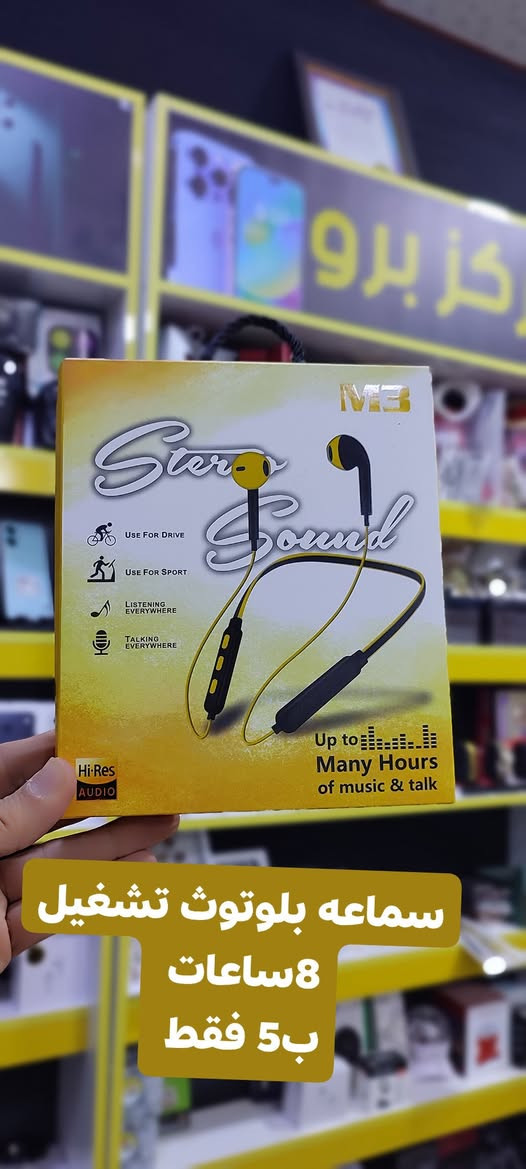 كز برو
M3
Stereo
Sound
USE FOR DRIVE
USE FOR SPORT
LISTENING
EVERYWHERE
TALKING
EVERYWHERE
Up to
Many Hours
of music & talk
Hi-Res
AUDIO
سماعه بلوتوث تشغيل
8ساعات
ب5 فقط